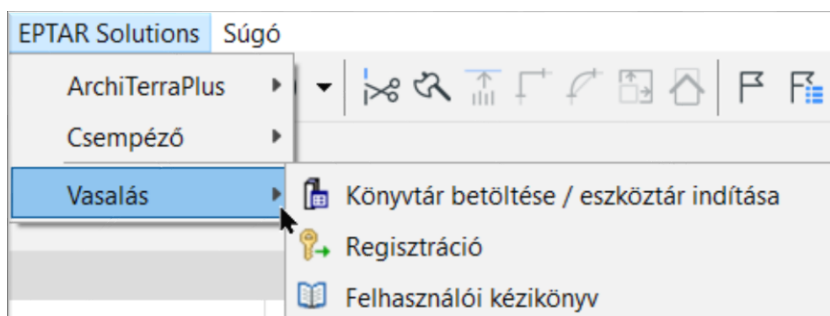 EPTAR Solutions Súgó
ArchiTerraPlus
Csempéző
Vasalás
Könyvtár betöltése / eszköztár indítása
Regisztráció
Felhasználói kézikönyv